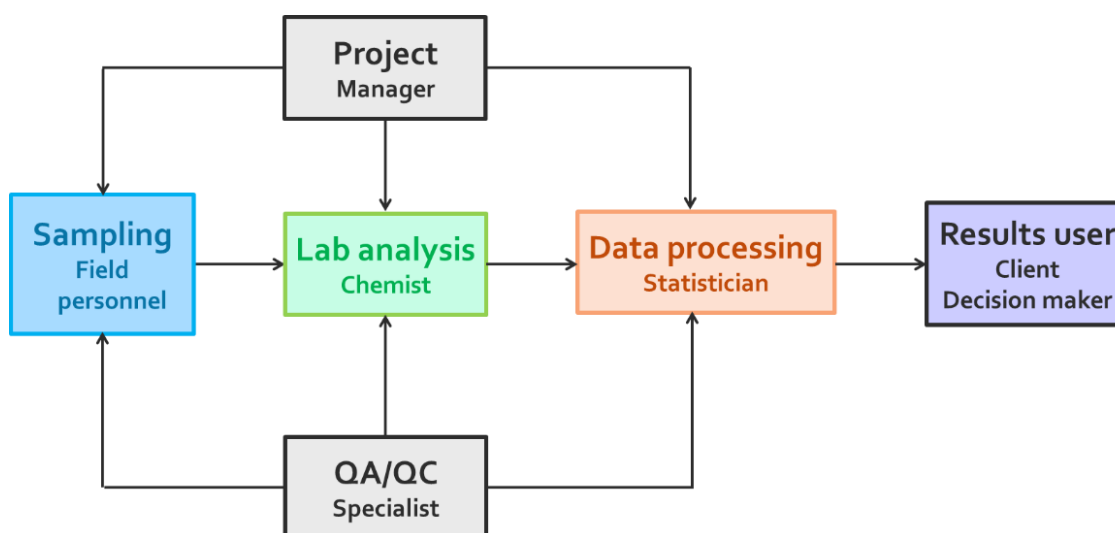 Project
Manager
Sampling
Field
personnel
Lab analysis
Chemist
Data processing
Statistician
Results user
Client
Decision maker
QA/QC
Specialist